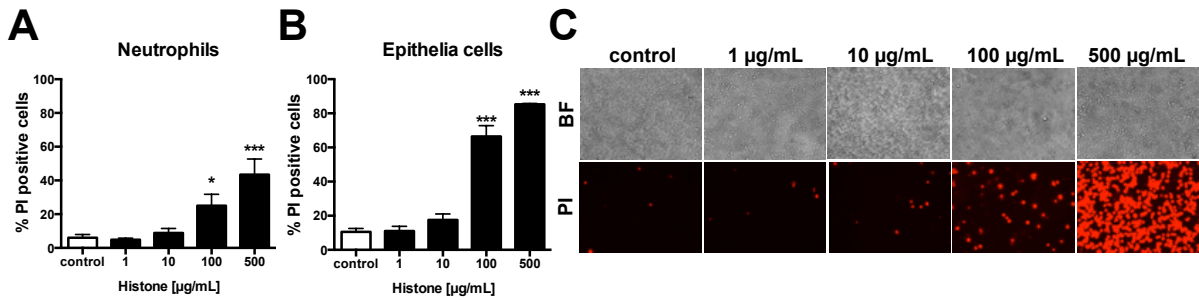 A
Neutrophils
% PI positive cells
100
80
60
40
20
0
*
***
control 1 10 100 500
Histone [µg/mL]
B
Epithelia cells
% PI positive cells
100
80
60
40
20
0
***
***
control 1 10 100 500
Histone [µg/mL]
C
control 1 µg/mL 10 µg/mL 100 µg/mL 500 µg/mL
BF
PI